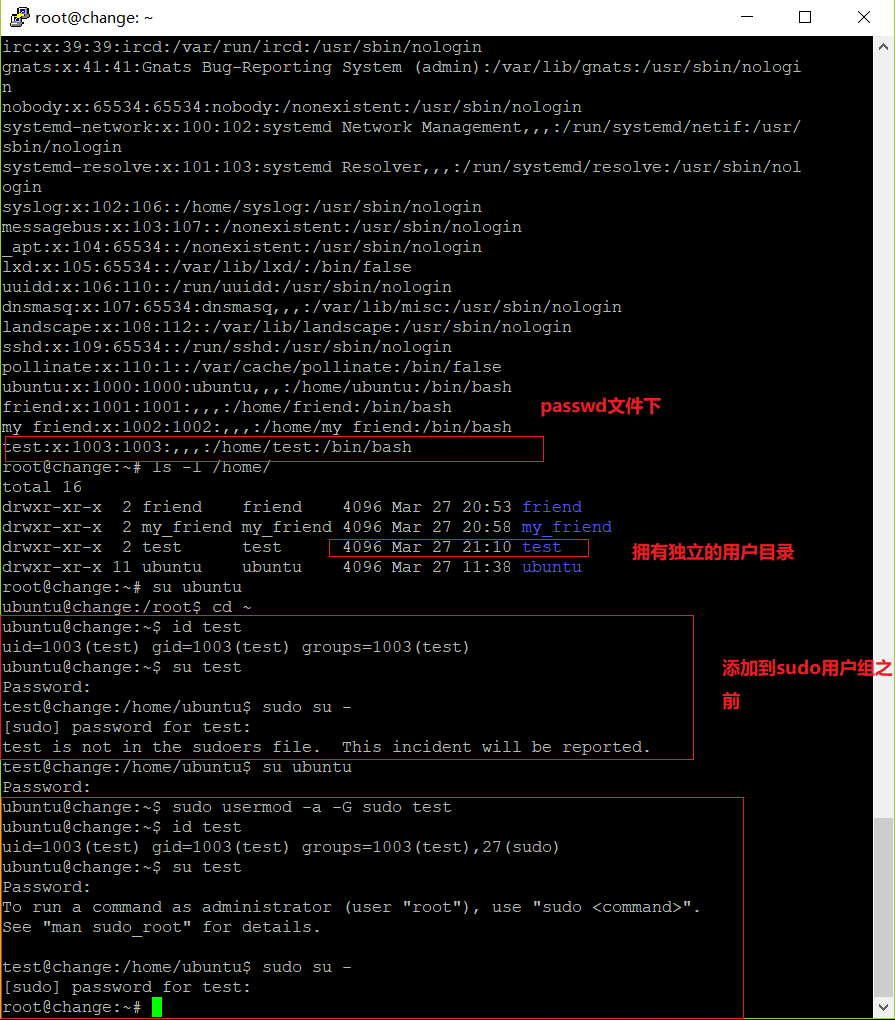 root@change: ~
irc:x:39:39:ircd:/var/run/ircd:/usr/sbin/nologin
gnats:x:41:41:Gnats Bug-Reporting System (admin):/var/lib/gnats:/usr/sbin/nologi
n
nobody:x:65534:65534:nobody:/nonexistent:/usr/sbin/nologin
systemd-network:x:100:102:systemd Network Management,,,:/run/systemd/netif:/usr/
sbin/nologin
systemd-resolve:x:101:103:systemd Resolver,,,:/run/systemd/resolve:/usr/sbin/nol
ogin
syslog:x:102:106::/home/syslog:/usr/sbin/nologin
messagebus:x:103:107::/nonexistent:/usr/sbin/nologin
_apt:x:104:65534::/nonexistent:/usr/sbin/nologin
lxd:x:105:65534::/var/lib/lxd/:/bin/false
uuidd:x:106:110::/run/uuidd:/usr/sbin/nologin
dnsmasq:x:107:65534:dnsmasq,,,:/var/lib/misc:/usr/sbin/nologin
landscape:x:108:112::/var/lib/landscape:/usr/sbin/nologin
sshd:x:109:65534::/run/sshd:/usr/sbin/nologin
pollinate:x:110:1::/var/cache/pollinate:/bin/false
ubuntu:x:1000:1000:ubuntu,,,:/home/ubuntu:/bin/bash
friend:x:1001:1001:,,,:/home/friend:/bin/bash
passwd文件下
my_friend:x:1002:1002:,,,:/home/my_friend:/bin/bash
test:x:1003:1003:,,,:/home/test:/bin/bash
root@change:~# ls -l /home/
total 16
drwxr-xr-x  2 friend    friend    4096 Mar 27 20:53 friend
drwxr-xr-x  2 my_friend my_friend 4096 Mar 27 20:58 my_friend
drwxr-xr-x  2 test      test      4096 Mar 27 21:10 test
拥有独立的用户目录
drwxr-xr-x 11 ubuntu    ubuntu    4096 Mar 27 11:38 ubuntu
root@change:~# su ubuntu
ubuntu@change:/root$ cd ~
ubuntu@change:~$ id test
uid=1003(test) gid=1003(test) groups=1003(test)
ubuntu@change:~$ su test
添加到sudo用户组之
前
Password:
test@change:/home/ubuntu$ sudo su -
[sudo] password for test:
test is not in the sudoers file.  This incident will be reported.
test@change:/home/ubuntu$ su ubuntu
Password:
ubuntu@change:~$ sudo usermod -a -G sudo test
ubuntu@change:~$ id test
uid=1003(test) gid=1003(test) groups=1003(test),27(sudo)
ubuntu@change:~$ su test
Password:
To run a command as administrator (user "root"), use "sudo <command>".
See "man sudo_root" for details.
test@change:/home/ubuntu$ sudo su -
[sudo] password for test:
root@change:~#